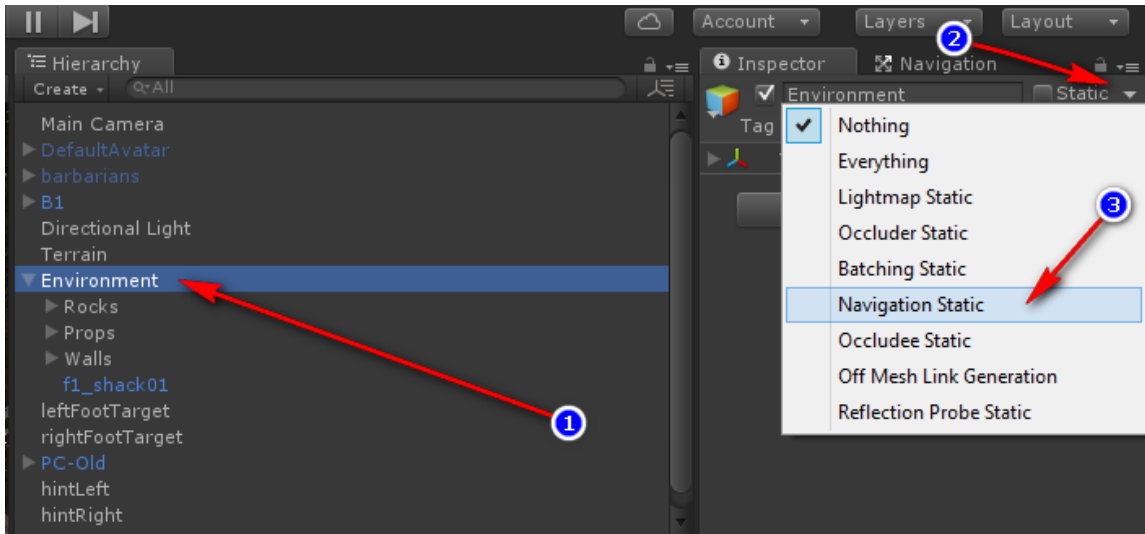 Account
Layers
Layout
2
Hierarchy
Inspector
Navigation
Create
All
Environment
Static
Main Camera
Tag
Nothing
DefaultAvatar
Everything
barbarians
B1
Lightmap Static
3
Directional Light
Occluder Static
Terrain
Batching Static
Environment
Rocks
Navigation Static
Props
Occludee Static
Walls
f1_shack01
Off Mesh Link Generation
leftFootTarget
Reflection Probe Static
1
rightFootTarget
PC-Old
hintLeft
hintRight